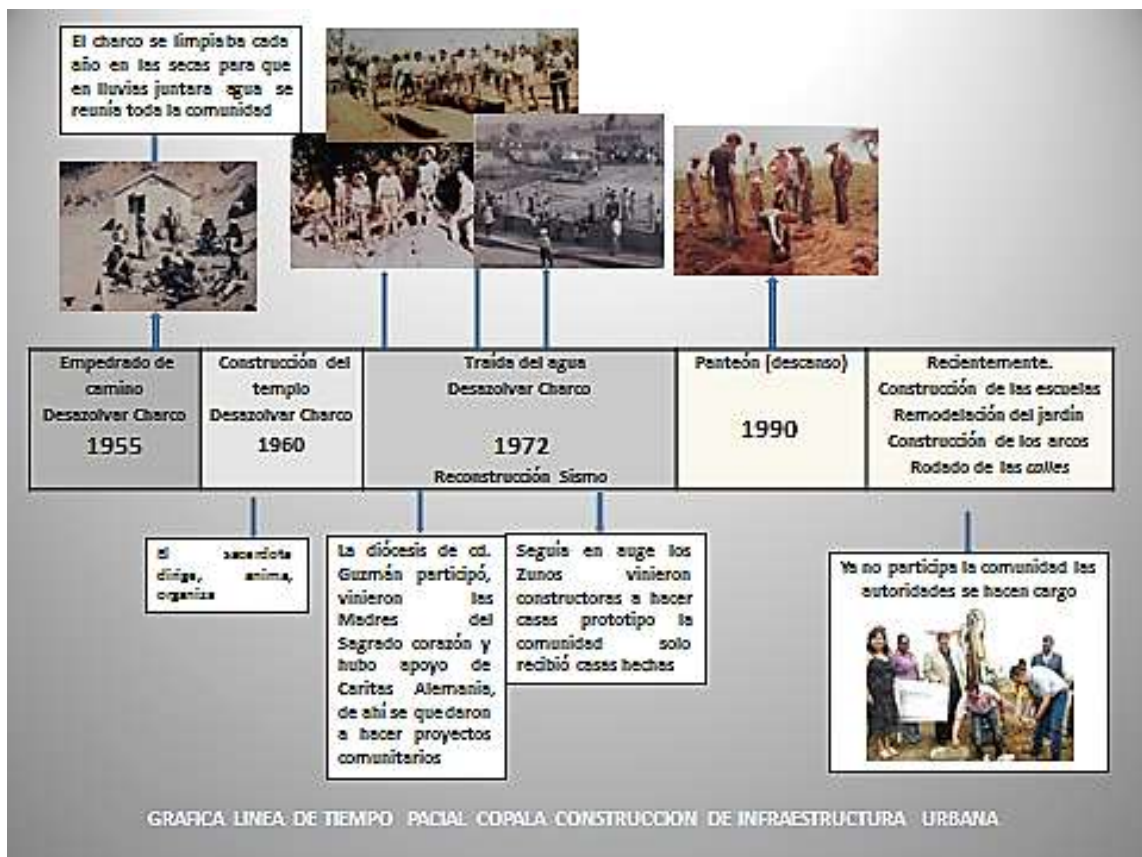 El charco se limpiaba cada
año en las secas para que
en lluvias juntara agua se
reunía toda la comunidad
Empedrado de
camino
Desazolvar Charco
1955
Construcción del
templo
Desazolvar Charco
1960
Traída del agua
Desazolvar Charco
1972
Reconstrucción Sismo
Panteón (descanso)
1990
Recientemente.
Construcción de las escuelas
Remodelación del jardín
Construcción de los arcos
Rodado de las calles
El sacerdote
dirige, anima,
organiza
La diócesis de cd.
Guzmán participó,
vinieron las
Madres del
Sagrado corazón y
hubo apoyo de
Caritas Alemania,
de ahí se quedaron
a hacer proyectos
comunitarios
Seguía en auge los
Zunos vinieron
constructoras a hacer
casas prototipo la
comunidad solo
recibió casas hechas
Ya no participa la comunidad las
autoridades se hacen cargo
GRAFICA LINEA DE TIEMPO PACIAL COPALA CONSTRUCCION DE INFRAESTRUCTURA URBANA